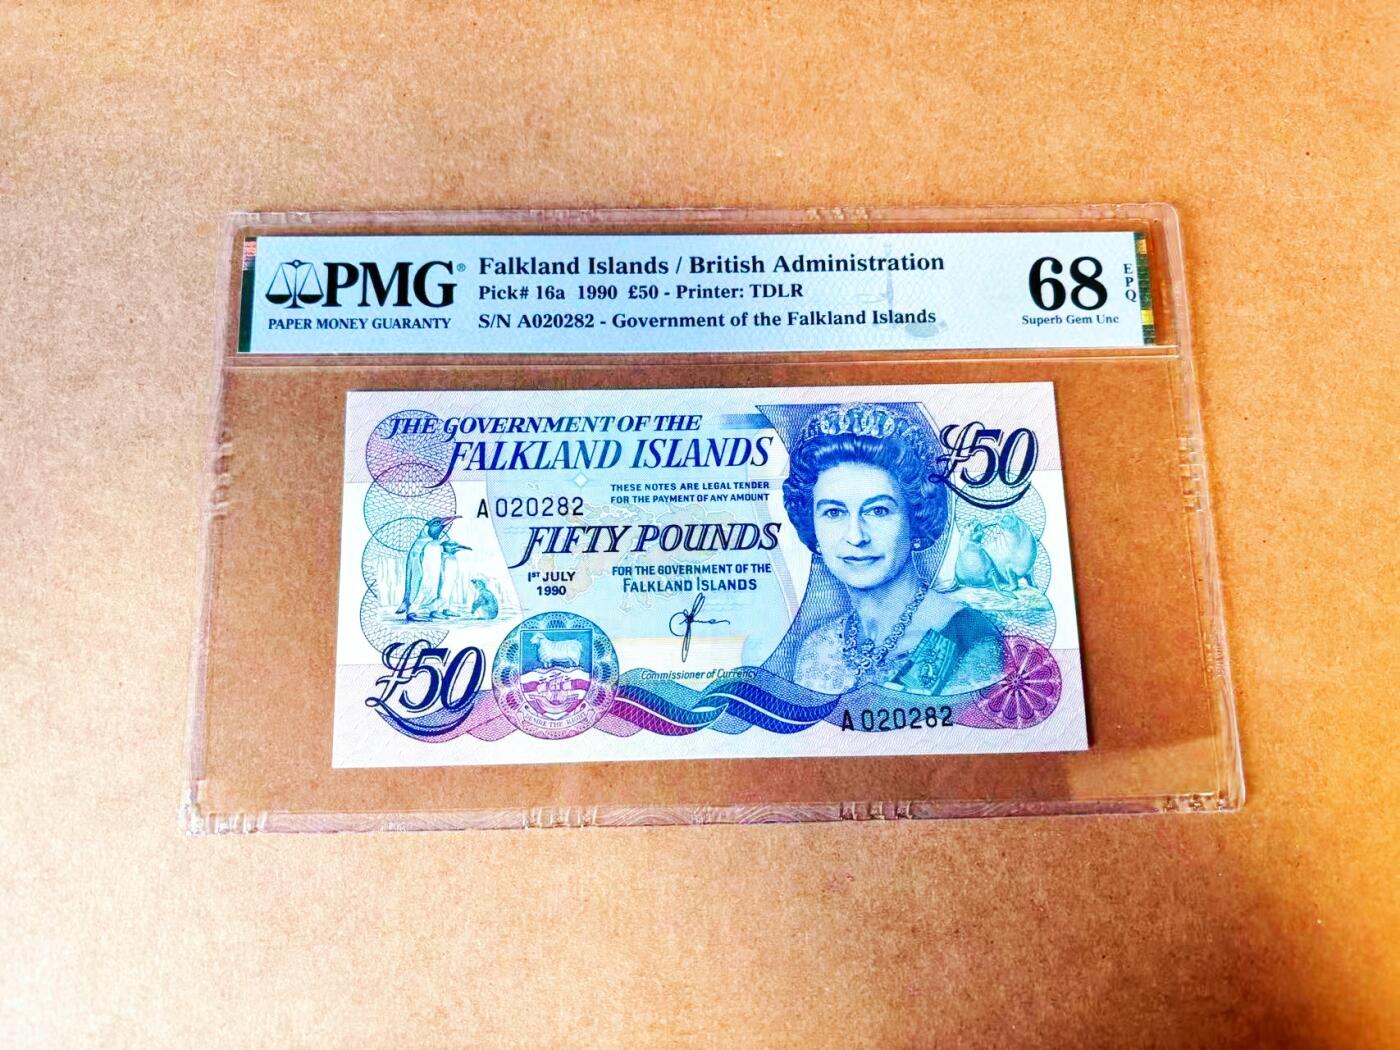 PMG®
PAPER MONEY GUARANTY
Falkland Islands / British Administration
Pick# 16a 1990 £50 - Printer: TDLR
S/N A020282 - Government of the Falkland Islands
68
EPQ
Superb Gem Unc
THE GOVERNMENT OF THE
FALKLAND ISLANDS
£50
THESE NOTES ARE LEGAL TENDER
FOR THE PAYMENT OF ANY AMOUNT
A 020282
FIFTY POUNDS
1ST JULY
1990
FOR THE GOVERNMENT OF THE
FALKLAND ISLANDS
Commissioner of Currency
£50
DESIRE THE RIGHT
A 020282